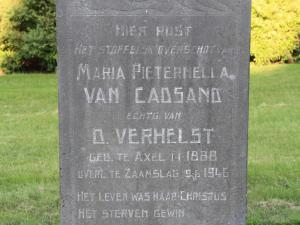 HIER RUST
HET STOFFELIJK OVERSCHOT VAN
MARIA PIETERNELLA
VAN CADSAND
ECHTG. VAN
D. VERHELST
GEB. TE AXEL 1888
OVERL. TE ZAAMSLAG 1946
HET LEVEN WAS HAAR CHRISTUS
HET STERVEN GEWIN